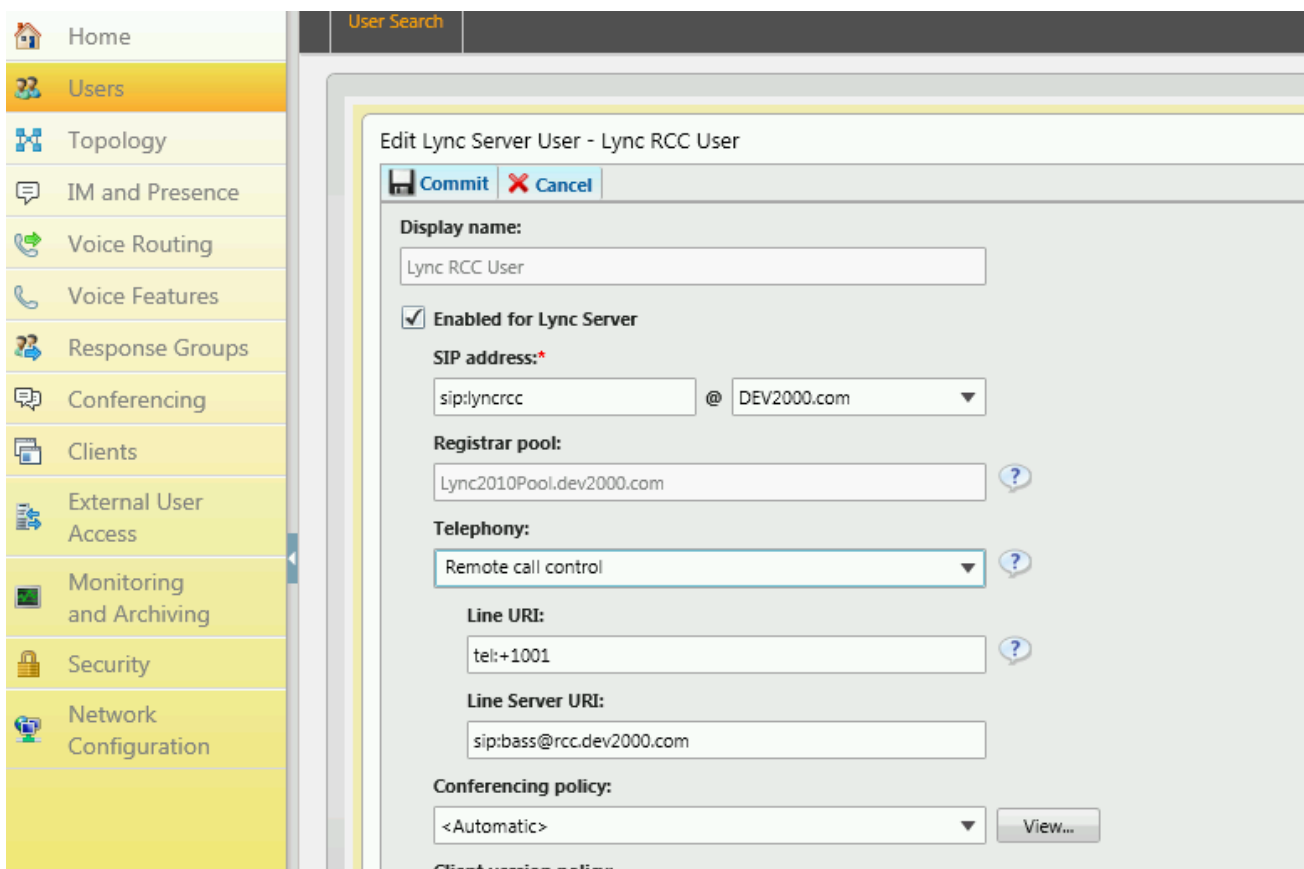 User Search
Home
Users
Topology
IM and Presence
Voice Routing
Voice Features
Response Groups
Conferencing
Clients
External User
Access
Monitoring
and Archiving
Security
Network
Configuration
Edit Lync Server User - Lync RCC User
Commit Cancel
Display name:
Lync RCC User
Enabled for Lync Server
SIP address:*
sip:lyncrcc @ DEV2000.com
Registrar pool:
Lync2010Pool.dev2000.com
Telephony:
Remote call control
Line URI:
tel:+1001
Line Server URI:
sip:bass@rcc.dev2000.com
Conferencing policy:
<Automatic> View...
Client version policy: